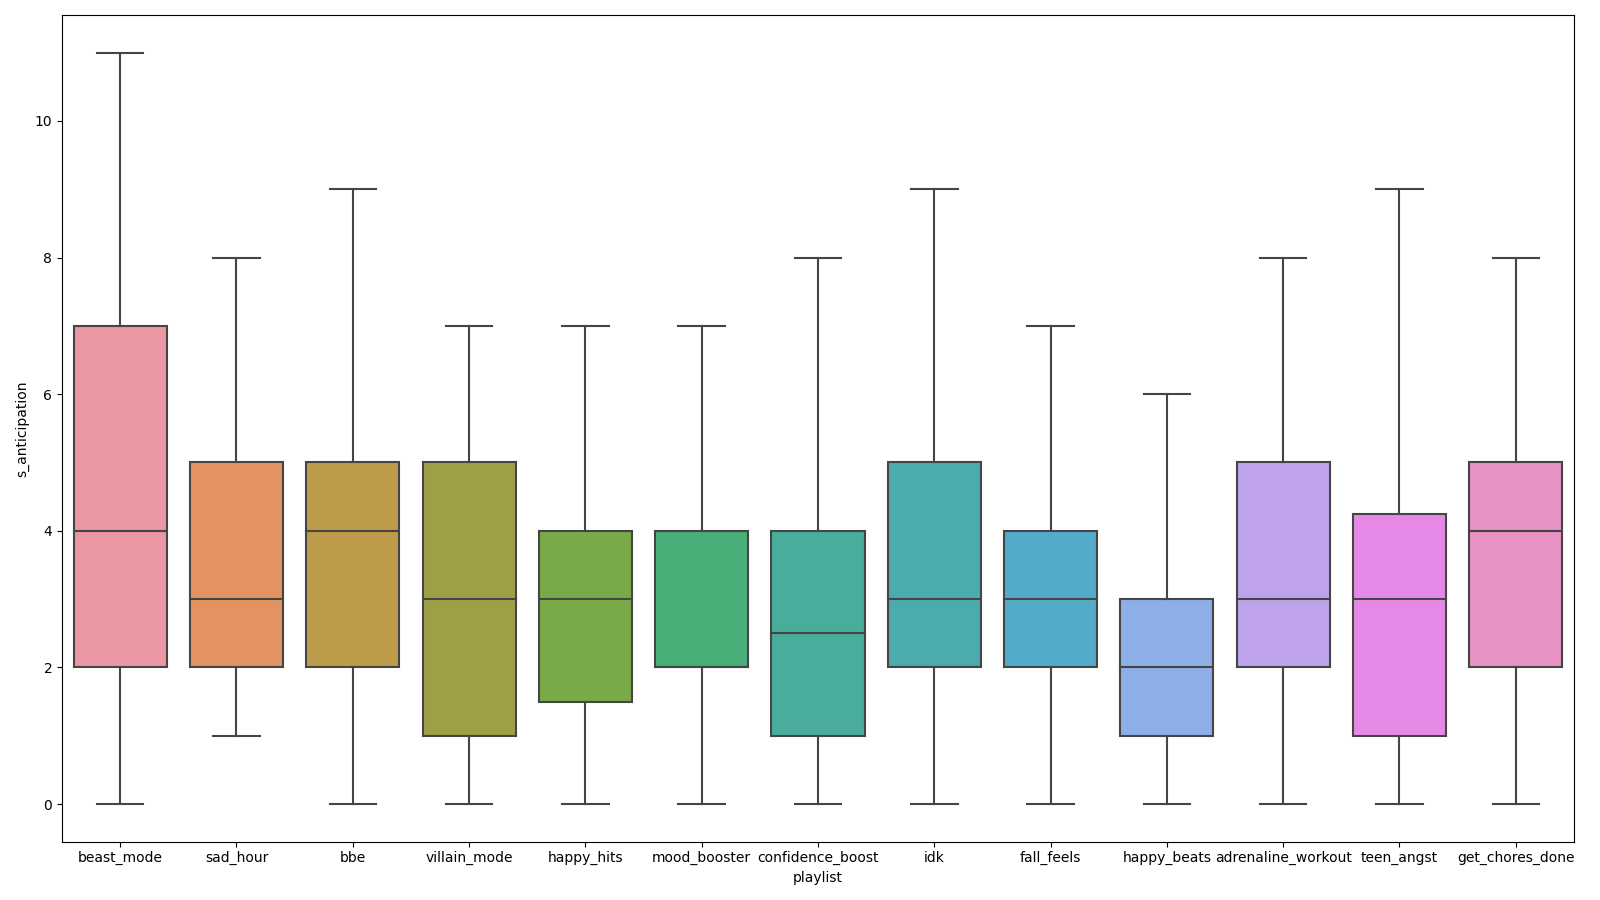 10
8
6
4
2
0
s_anticipation
beast_mode sad_hour bbe villain_mode happy_hits mood_booster confidence_boost idk fall_feels happy_beats adrenaline_workout teen_angst get_chores_done
playlist